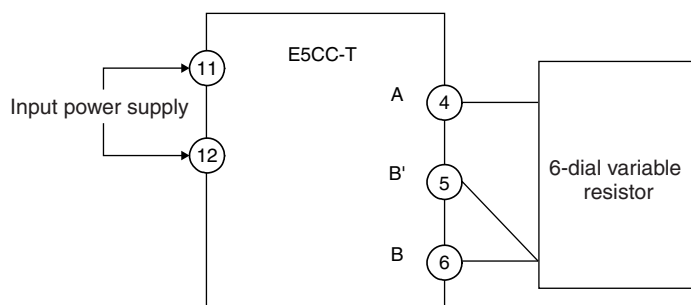 E5CC-T
11
Input power supply
12
A
4
B'
5
B
6
6-dial variable
resistor